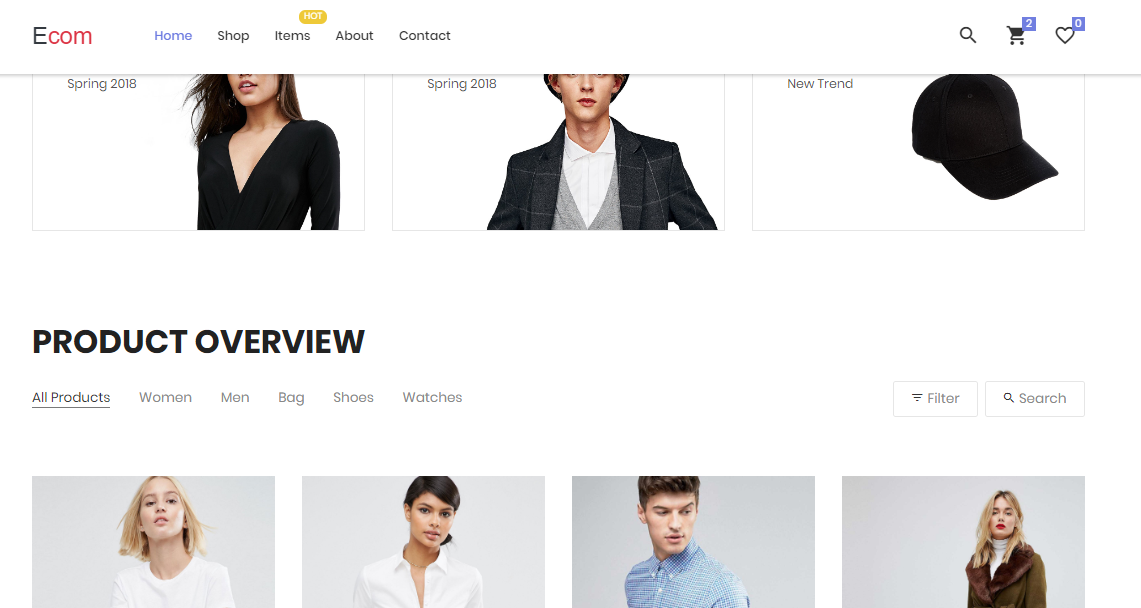 HOT
Ecom Home Shop Items About Contact 2 0
Spring 2018 Spring 2018 New Trend
PRODUCT OVERVIEW
All Products Women Men Bag Shoes Watches Filter Search